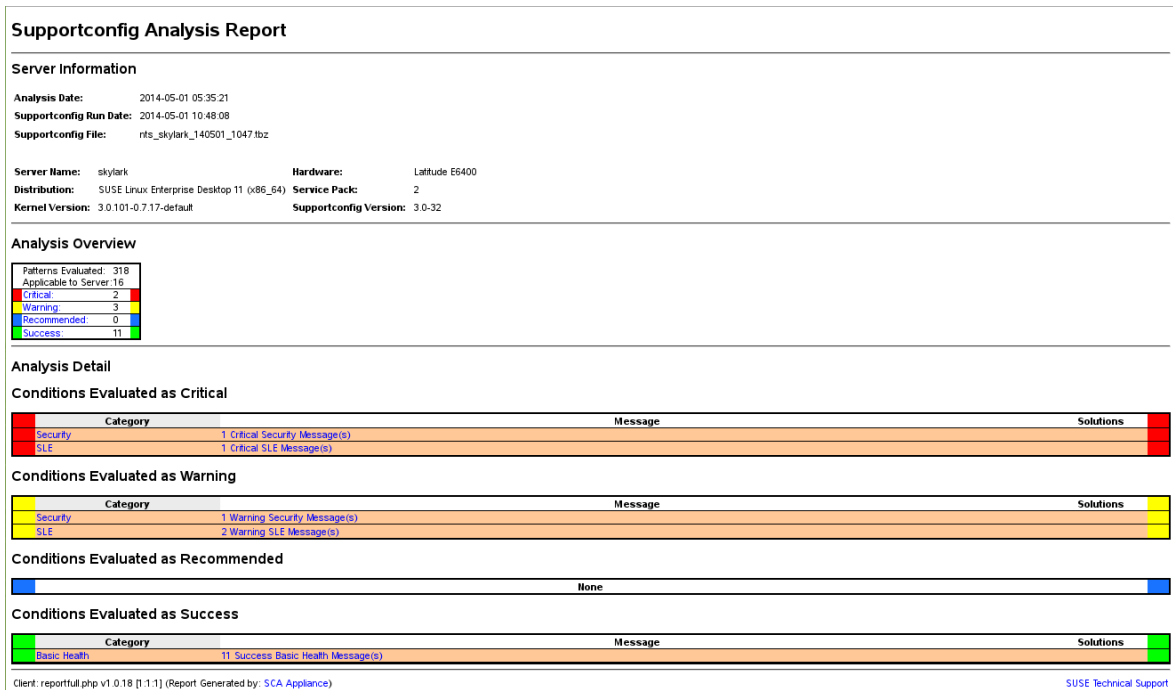 Supportconfig Analysis Report
Server Information
Analysis Date: 2014-05-01 05:35:21
Supportconfig Run Date: 2014-05-01 10:48:08
Supportconfig File: nts_skylark_140501_1047.tbz
Server Name: skylark Hardware: Latitude E6400
Distribution: SUSE Linux Enterprise Desktop 11 (x86_64) Service Pack: 2
Kernel Version: 3.0.101-0.7.17-default Supportconfig Version: 3.0-32
Analysis Overview
Patterns Evaluated: 318
Applicable to Server: 16
Critical: 2
Warning: 3
Recommended: 0
Success: 11
Analysis Detail
Conditions Evaluated as Critical
Category Message Solutions
Security 1 Critical Security Message(s)
SLE 1 Critical SLE Message(s)
Conditions Evaluated as Warning
Category Message Solutions
Security 1 Warning Security Message(s)
SLE 2 Warning SLE Message(s)
Conditions Evaluated as Recommended
None
Conditions Evaluated as Success
Category Message Solutions
Basic Health 11 Success Basic Health Message(s)
Client: reportfull.php v1.0.18 [1:1:1] (Report Generated by: SCA Appliance) SUSE Technical Support